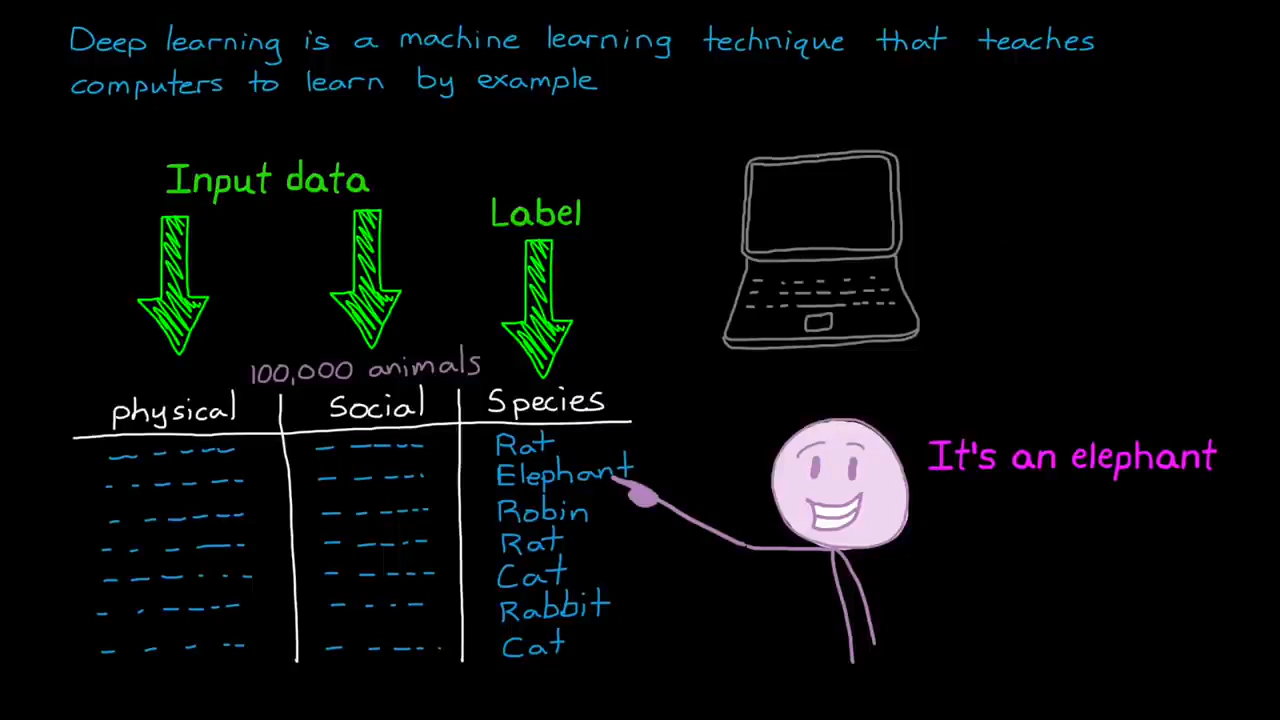 Deep learning is a machine learning technique that teaches
computers to learn by example
Input data
Label
100,000 animals
physical Social Species
Rat
Elephant
Robin
Rat
Cat
Rabbit
Cat
It's an elephant